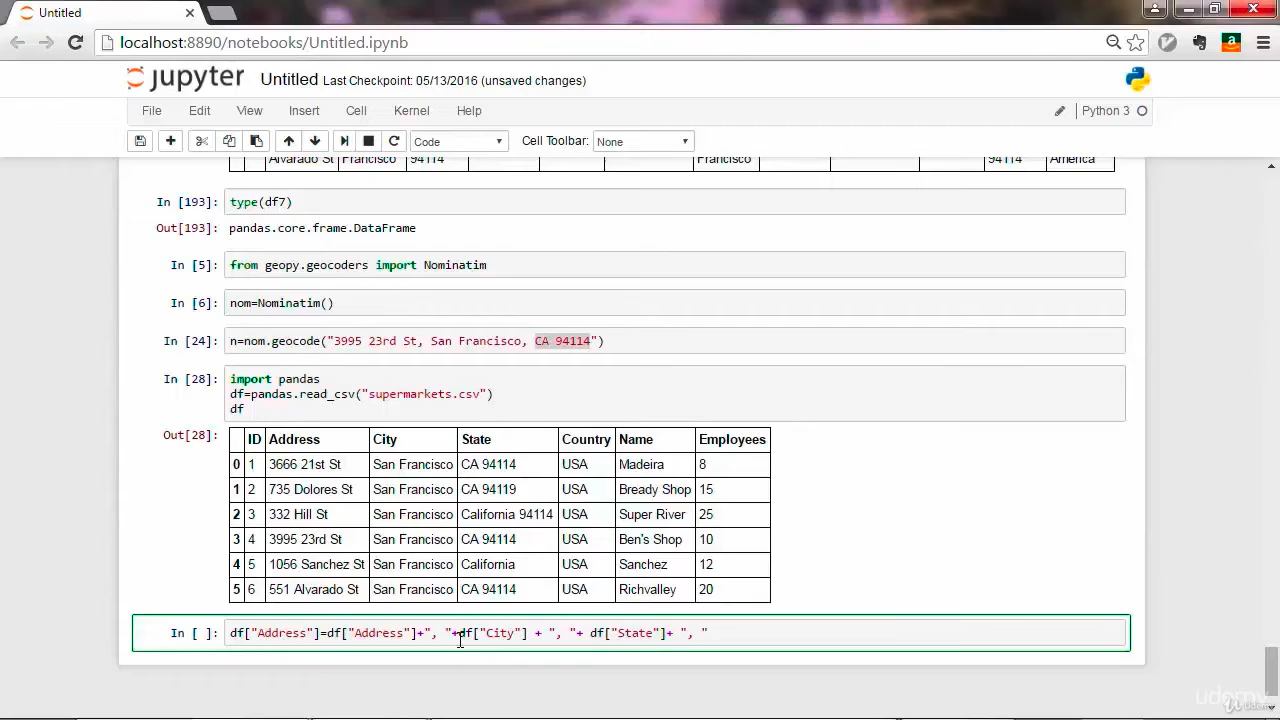 Untitled
localhost:8890/notebooks/Untitled.ipynb
jupyter Untitled Last Checkpoint: 05/13/2016 (unsaved changes)
File Edit View Insert Cell Kernel Help Python 3
Code Cell Toolbar: None
Alvarado St Francisco 94114 Francisco 94114 America
In [193]: type(df7)
Out[193]: pandas.core.frame.DataFrame
In [5]: from geopy.geocoders import Nominatim
In [6]: nom=Nominatim()
In [24]: n=nom.geocode("3995 23rd St, San Francisco, CA 94114")
In [28]: import pandas
df=pandas.read_csv("supermarkets.csv")
df
Out[28]: ID Address City State Country Name Employees
0 1 3666 21st St San Francisco CA 94114 USA Madeira 8
1 2 735 Dolores St San Francisco CA 94119 USA Bready Shop 15
2 3 332 Hill St San Francisco California 94114 USA Super River 25
3 4 3995 23rd St San Francisco CA 94114 USA Ben's Shop 10
4 5 1056 Sanchez St San Francisco California USA Sanchez 12
5 6 551 Alvarado St San Francisco CA 94114 USA Richvalley 20
In [ ]: df["Address"]=df["Address"]+", "+df["City"] + ", "+ df["State"]+ ", "
udemy
Udemy